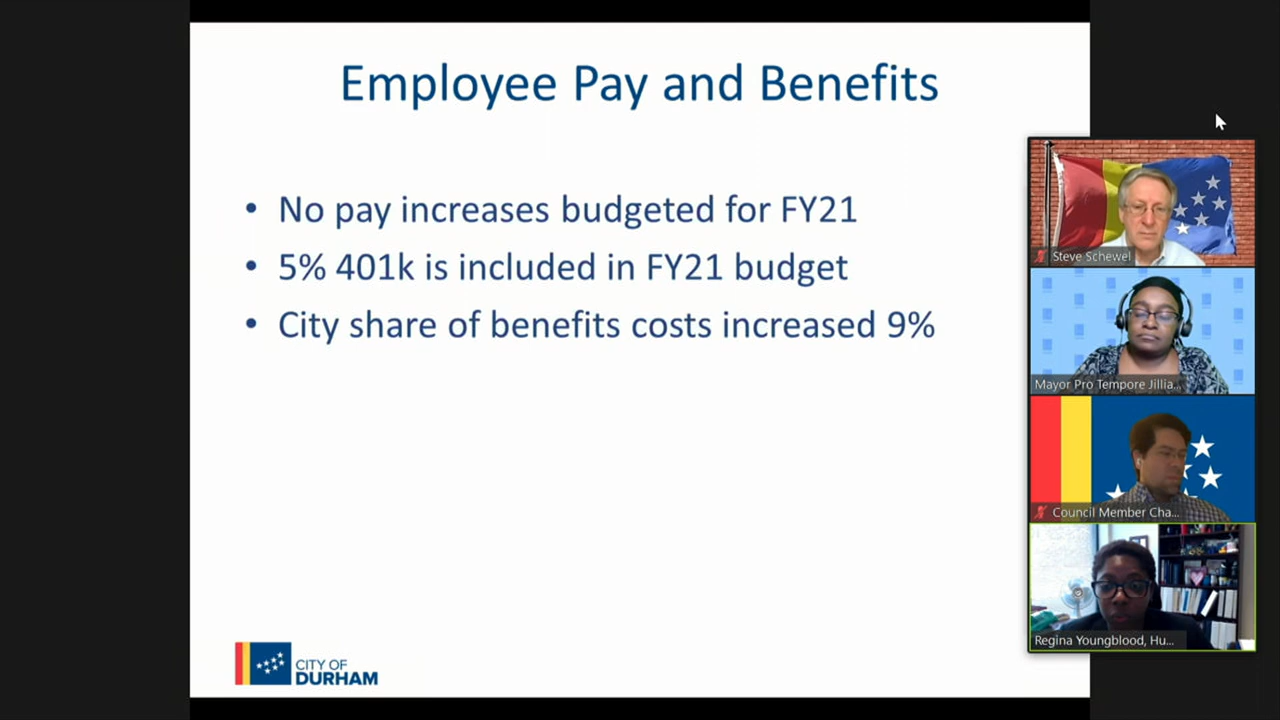 Employee Pay and Benefits
• No pay increases budgeted for FY21
• 5% 401k is included in FY21 budget
• City share of benefits costs increased 9%
CITY OF
DURHAM
Steve Schewel
Mayor Pro Tempore Jillia...
Council Member Cha...
Regina Youngblood, Hu...